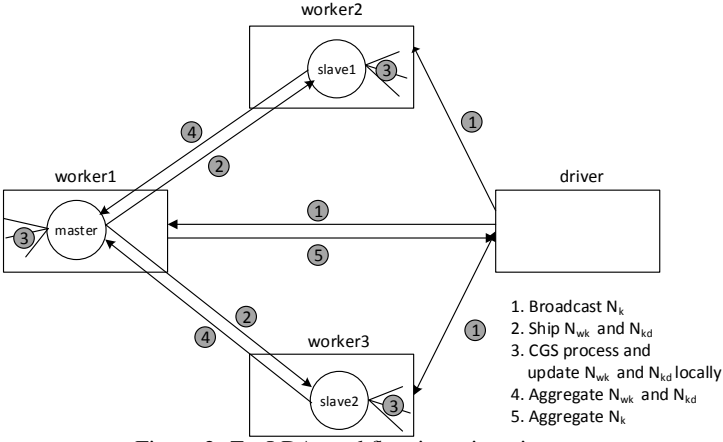 worker2
slave1
3
4
2
1
worker1
driver
master
3
1
5
2
4
1
worker3
slave2
3
1. Broadcast Nk
2. Ship Nwk and Nkd
3. CGS process and
update Nwk and Nkd locally
4. Aggregate Nwk and Nkd
5. Aggregate Nk